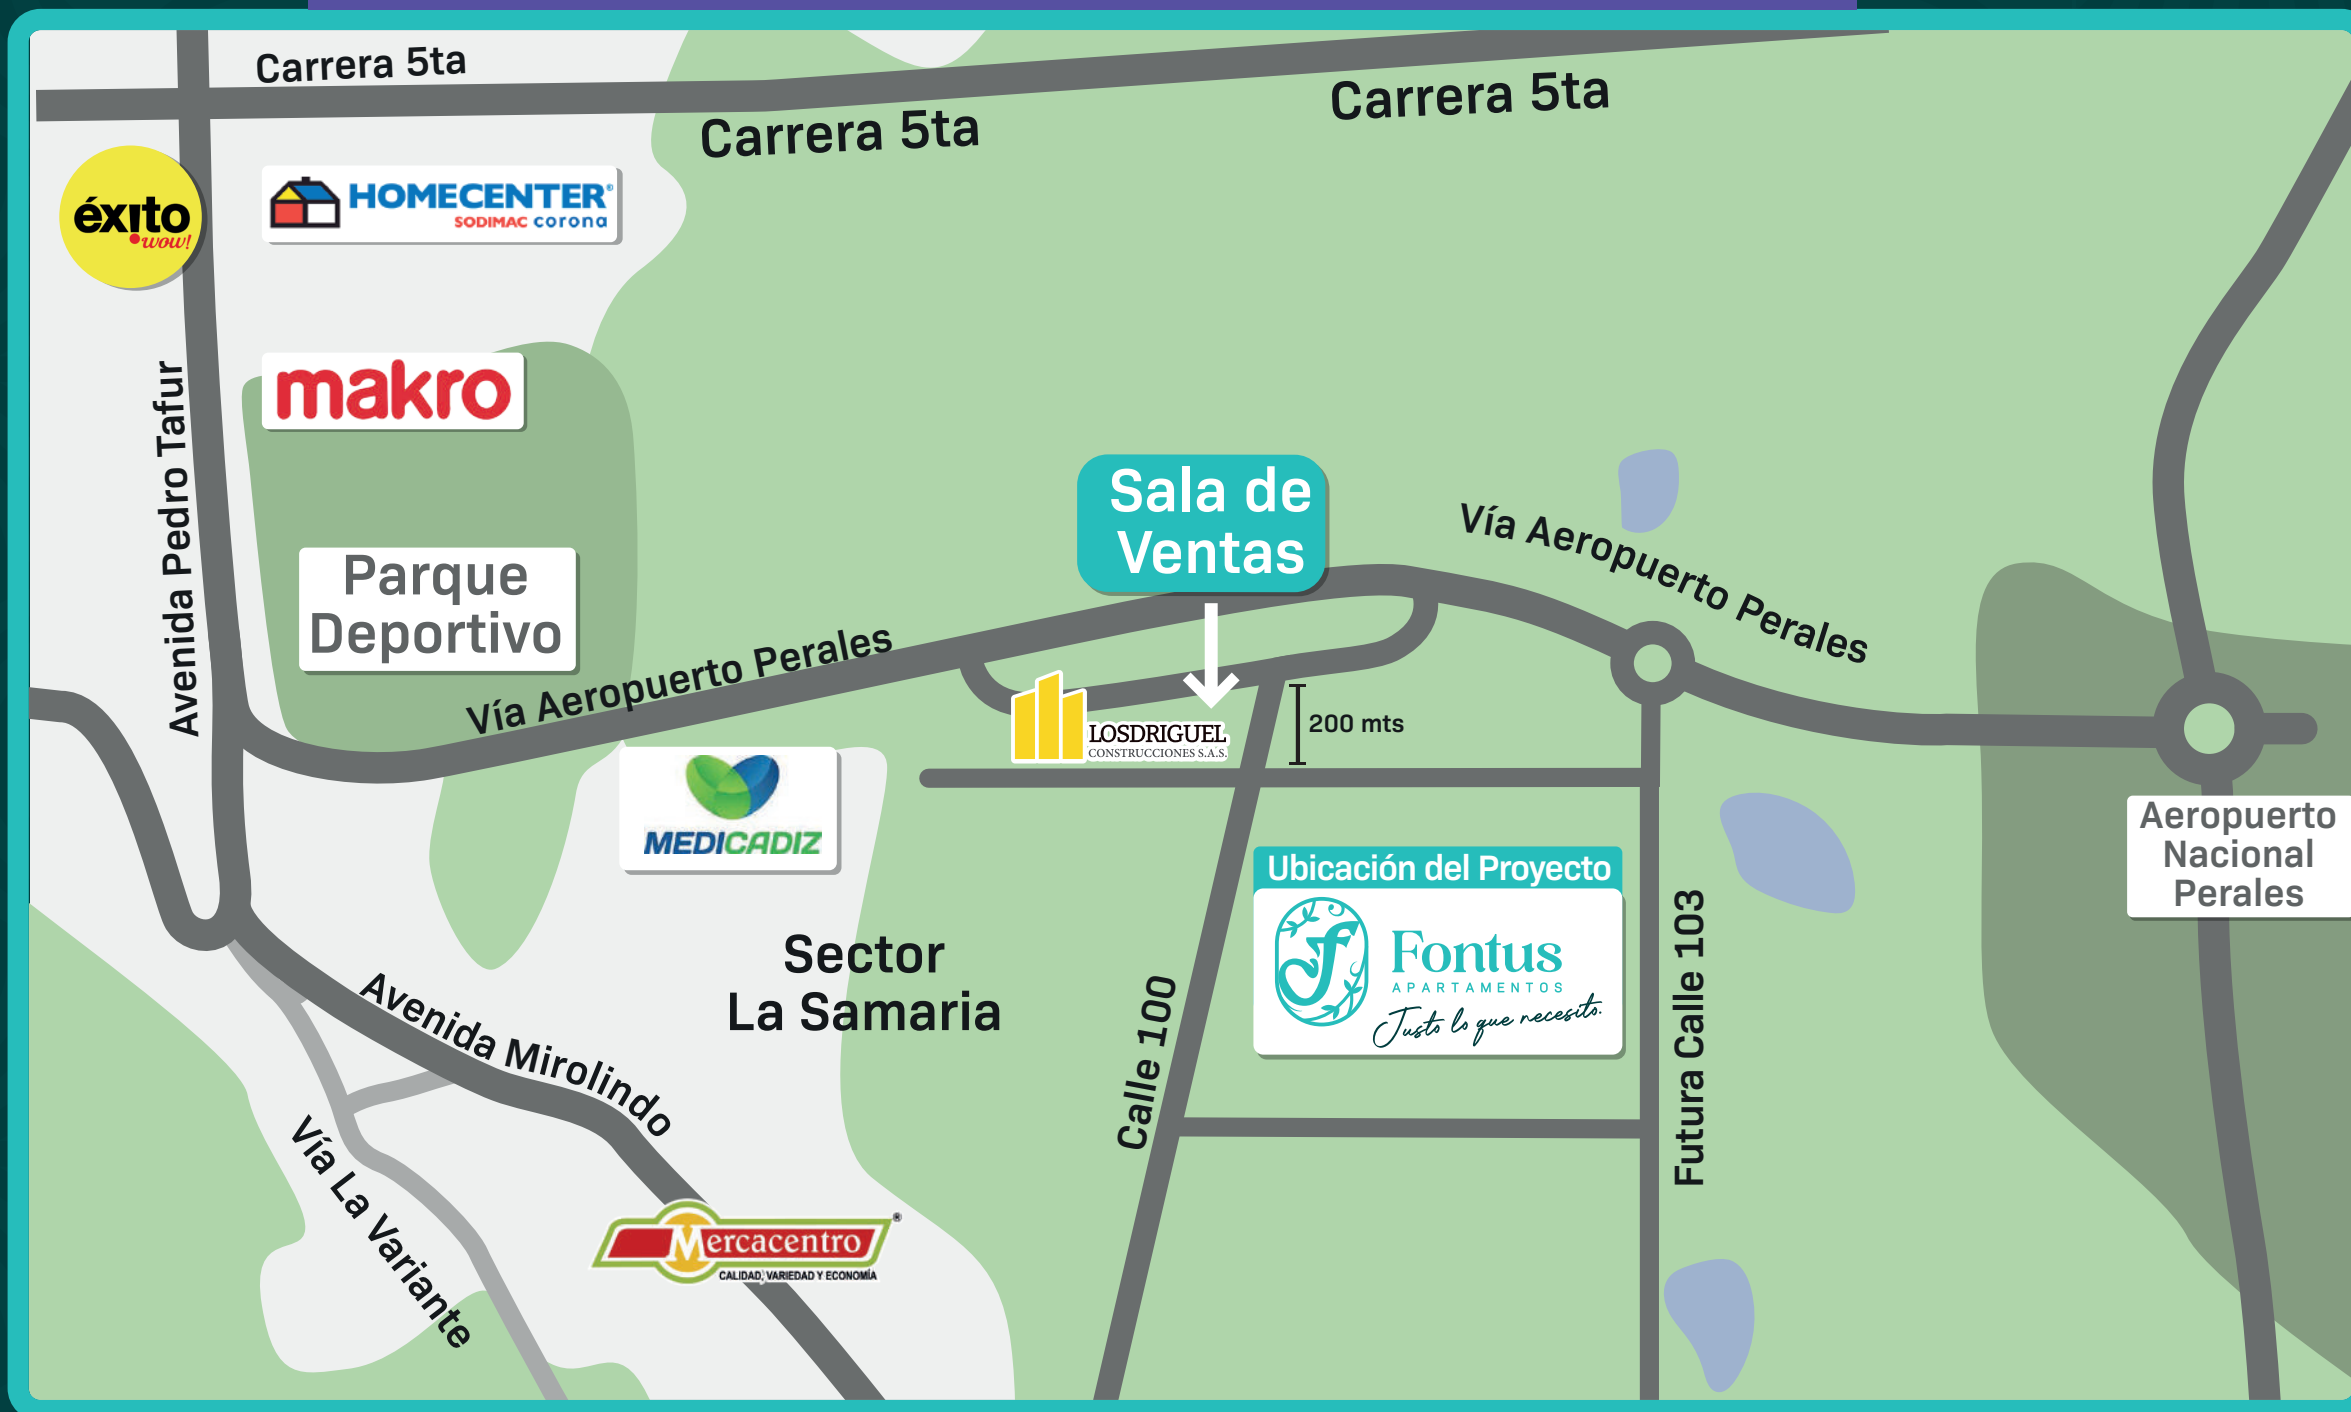 Carrera 5ta
Carrera 5ta
Carrera 5ta
éxito
wow!
HOMECENTER®
SODIMAC corona
makro
Avenida Pedro Tafur
Parque
Deportivo
Sala de
Ventas
Vía Aeropuerto Perales
Vía Aeropuerto Perales
LOSDRIGUEL
CONSTRUCCIONES S.A.S.
200 mts
MEDICADIZ
Aeropuerto
Nacional
Perales
Ubicación del Proyecto
Fontus
APARTAMENTOS
Justo lo que necesito.
Sector
La Samaria
Calle 100
Futura Calle 103
Avenida Mirolindo
Vía La Variante
Mercacentro®
CALIDAD, VARIEDAD Y ECONOMÍA